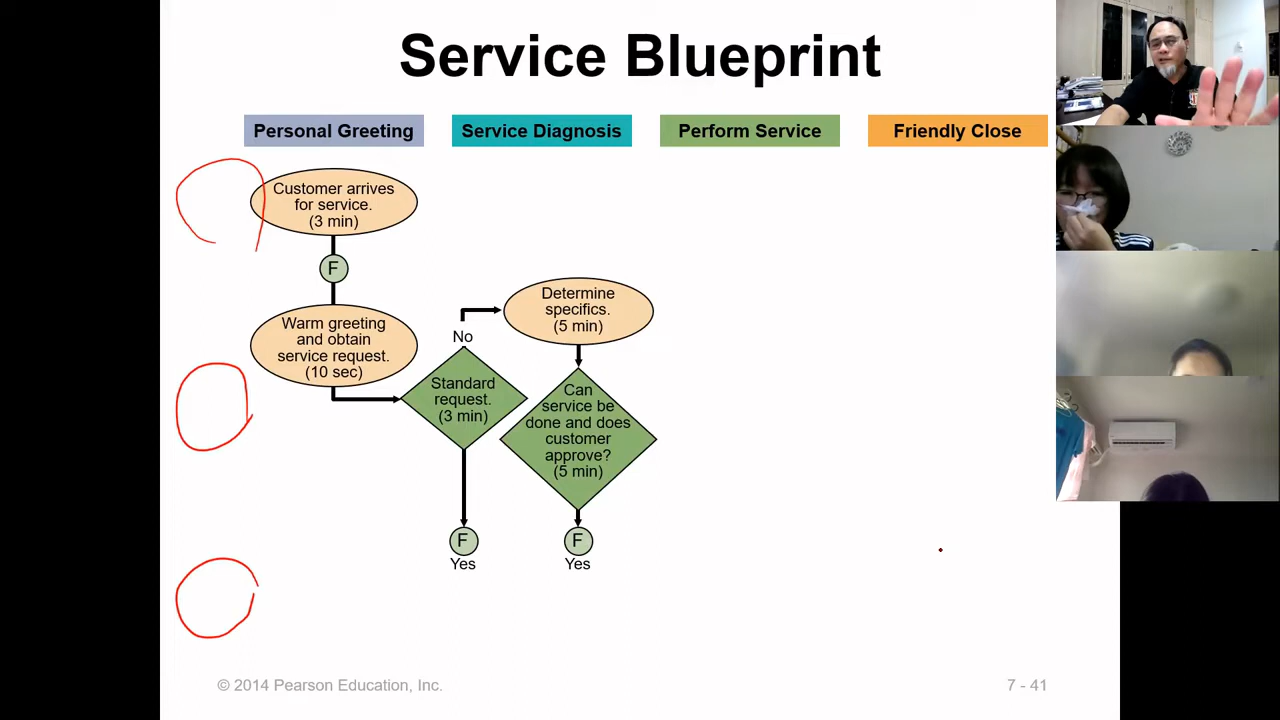 Service Blueprint
Personal Greeting
Service Diagnosis
Perform Service
Friendly Close
Customer arrives
for service.
(3 min)
F
Warm greeting
and obtain
service request.
(10 sec)
No
Standard
request.
(3 min)
F
Yes
Determine
specifics.
(5 min)
Can
service be
done and does
customer
approve?
(5 min)
F
Yes
© 2014 Pearson Education, Inc.
7 - 41